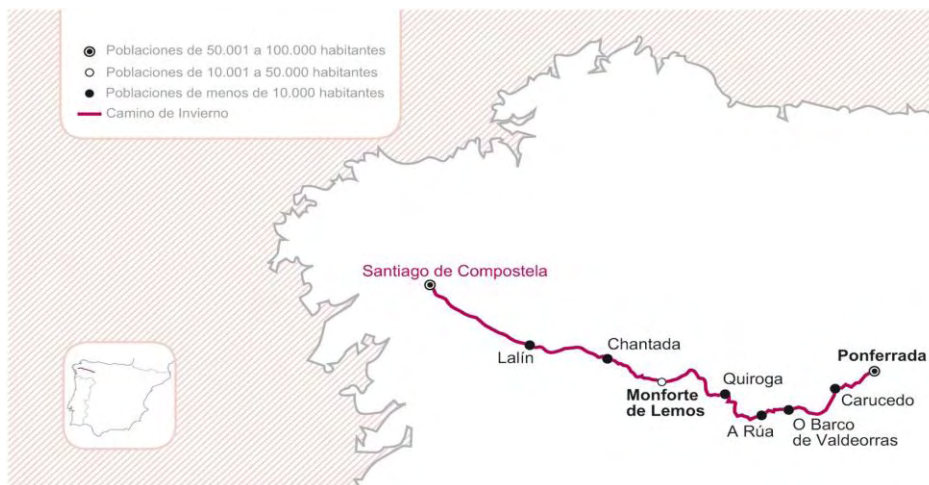 Poblaciones de 50.001 a 100.000 habitantes
Poblaciones de 10.001 a 50.000 habitantes
Poblaciones de menos de 10.000 habitantes
Camino de Invierno
Santiago de Compostela
Lalín
Chantada
Monforte
de Lemos
Quiroga
A Rúa
O Barco
de Valdeorras
Carucedo
Ponferrada